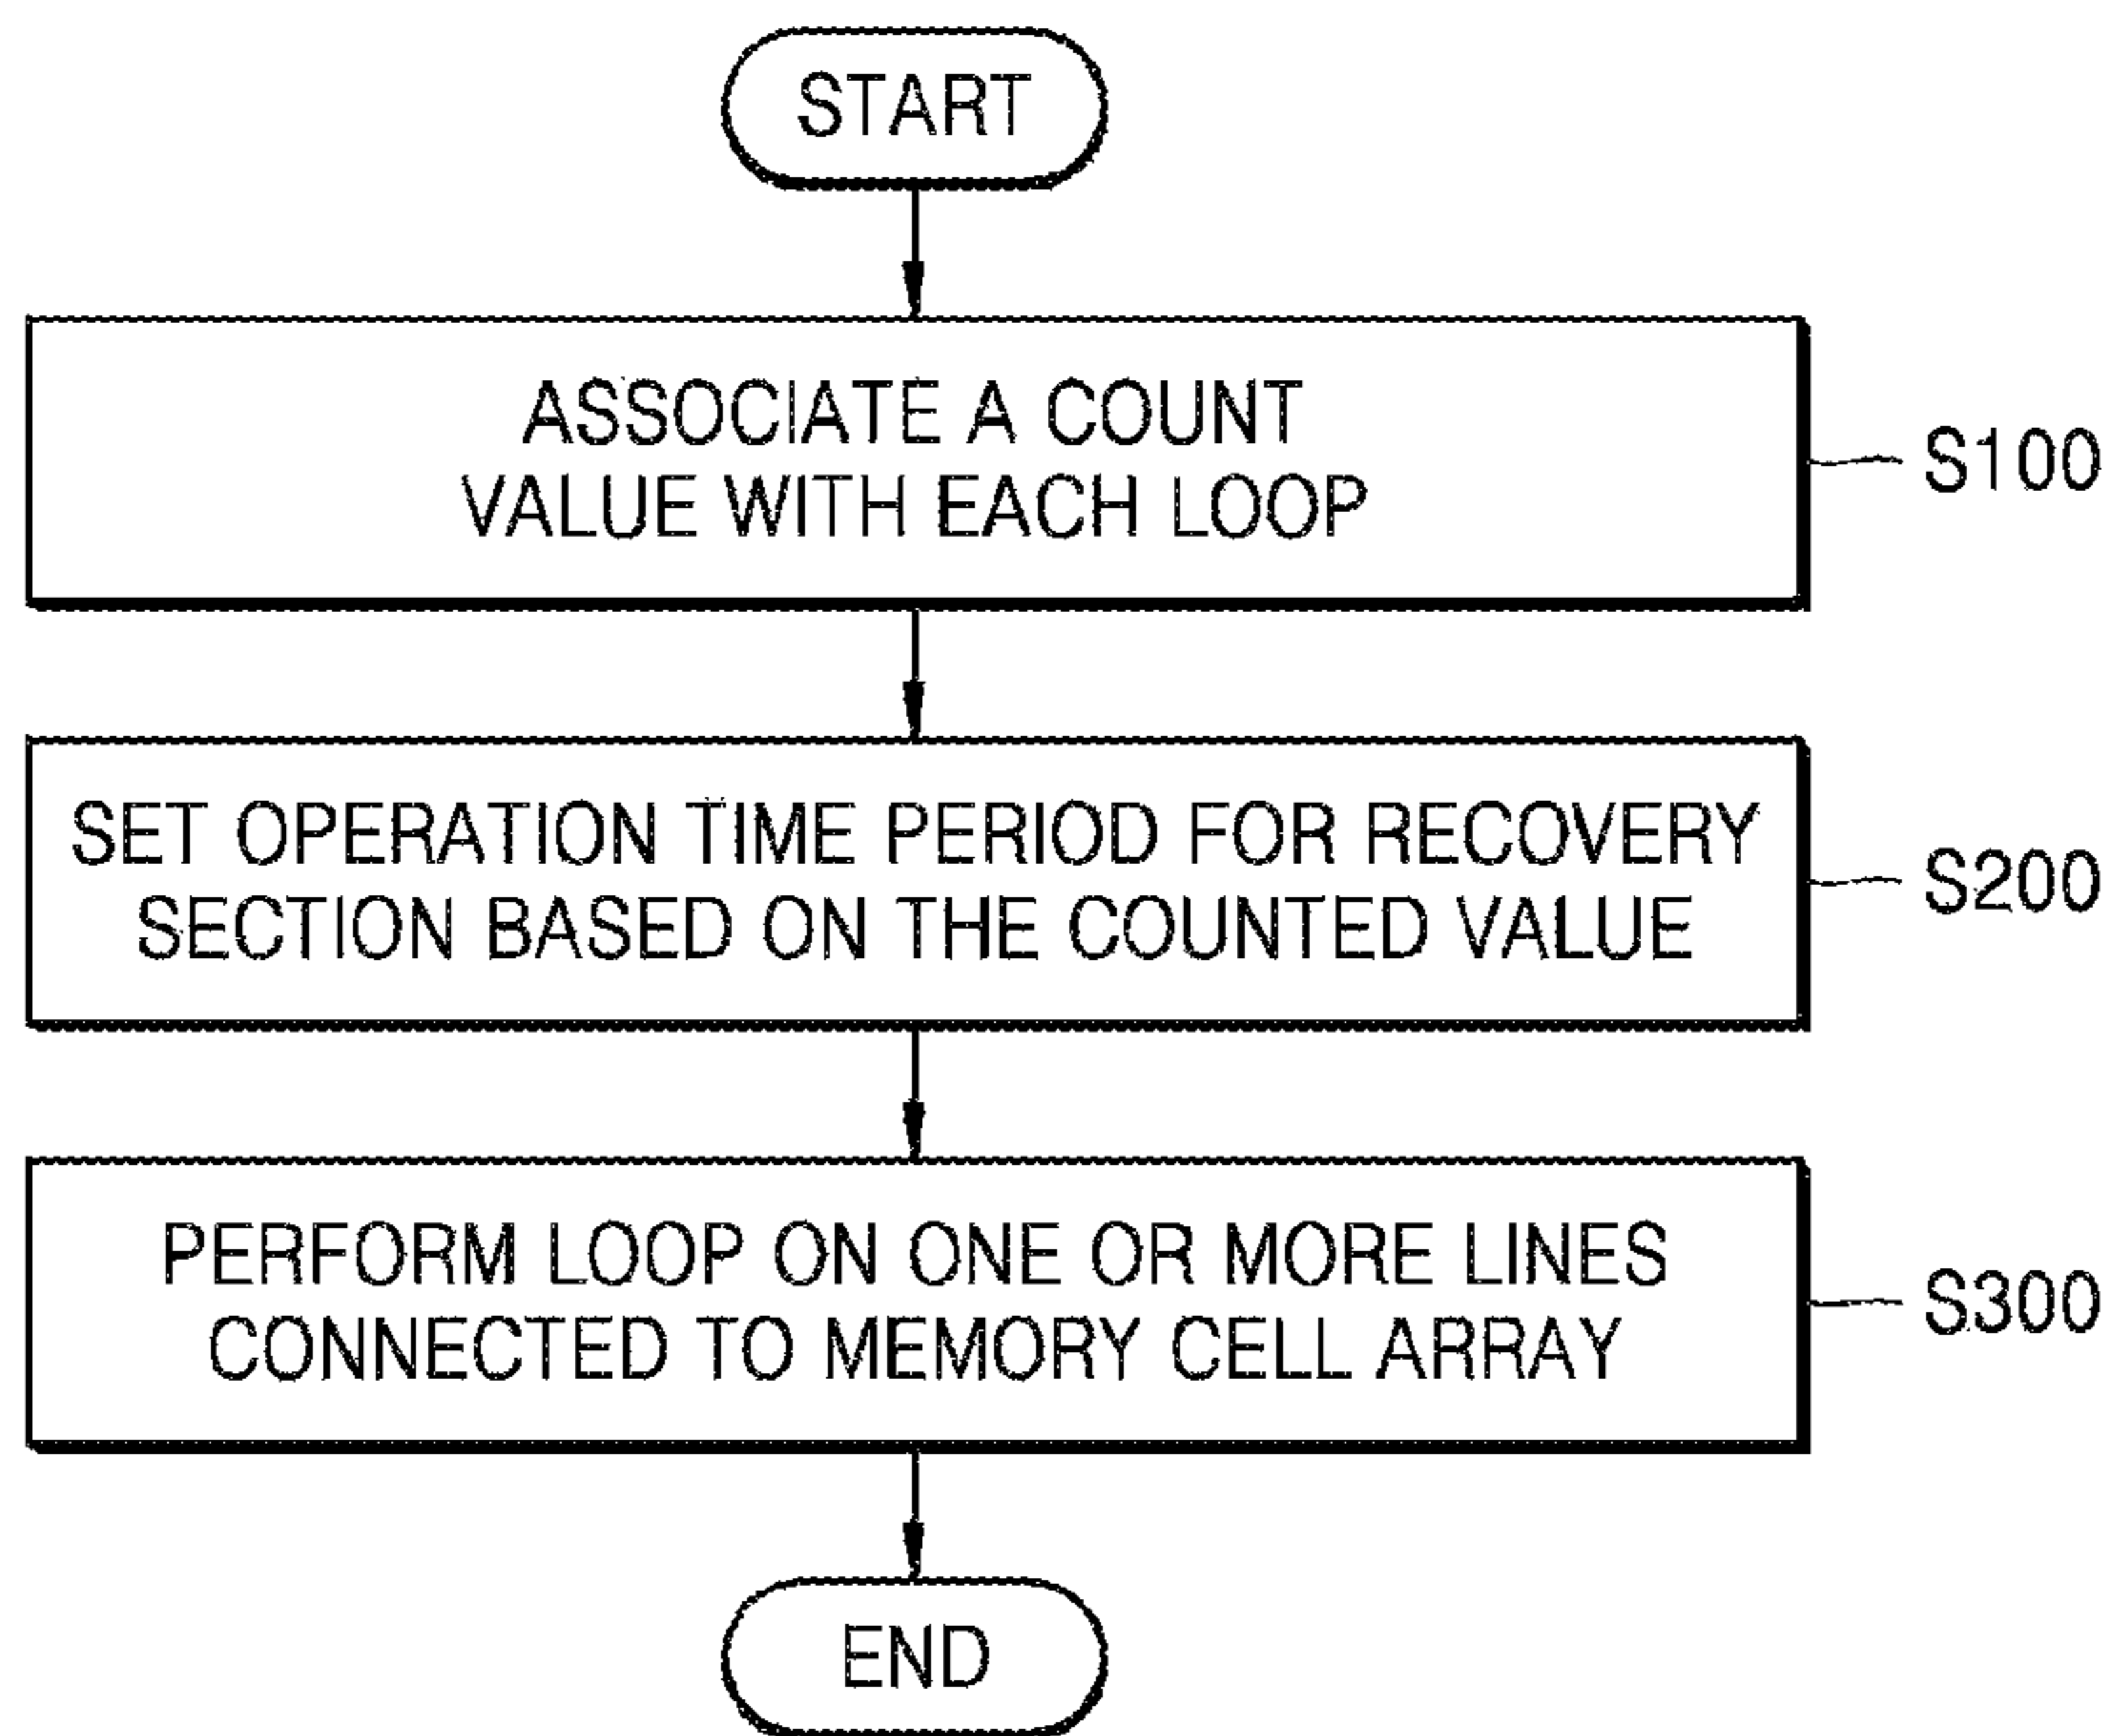 START
ASSOCIATE A COUNT
VALUE WITH EACH LOOP
S100
SET OPERATION TIME PERIOD FOR RECOVERY
SECTION BASED ON THE COUNTED VALUE
S200
PERFORM LOOP ON ONE OR MORE LINES
CONNECTED TO MEMORY CELL ARRAY
S300
END